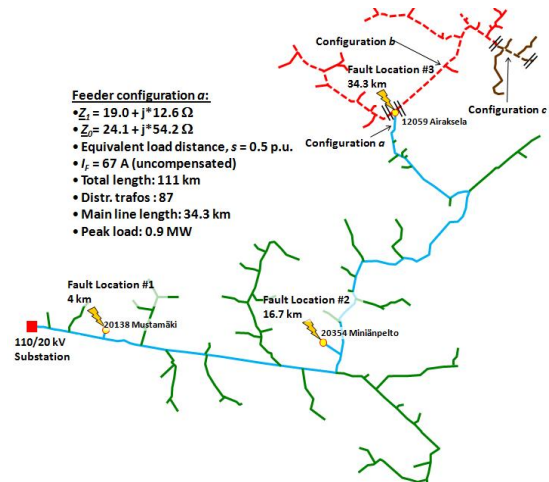 Configuration b
Fault Location #3
34.3 km
Configuration c
12059 Airaksela
Configuration a
Feeder configuration a:
• Z1 = 19.0 + j*12.6 Ω
• Z0= 24.1 + j*54.2 Ω
• Equivalent load distance, s = 0.5 p.u.
• IF = 67 A (uncompensated)
• Total length: 111 km
• Distr. trafos : 87
• Main line length: 34.3 km
• Peak load: 0.9 MW
Fault Location #1
4 km
20138 Mustamäki
110/20 kV
Substation
Fault Location #2
16.7 km
20354 Miniänpelto